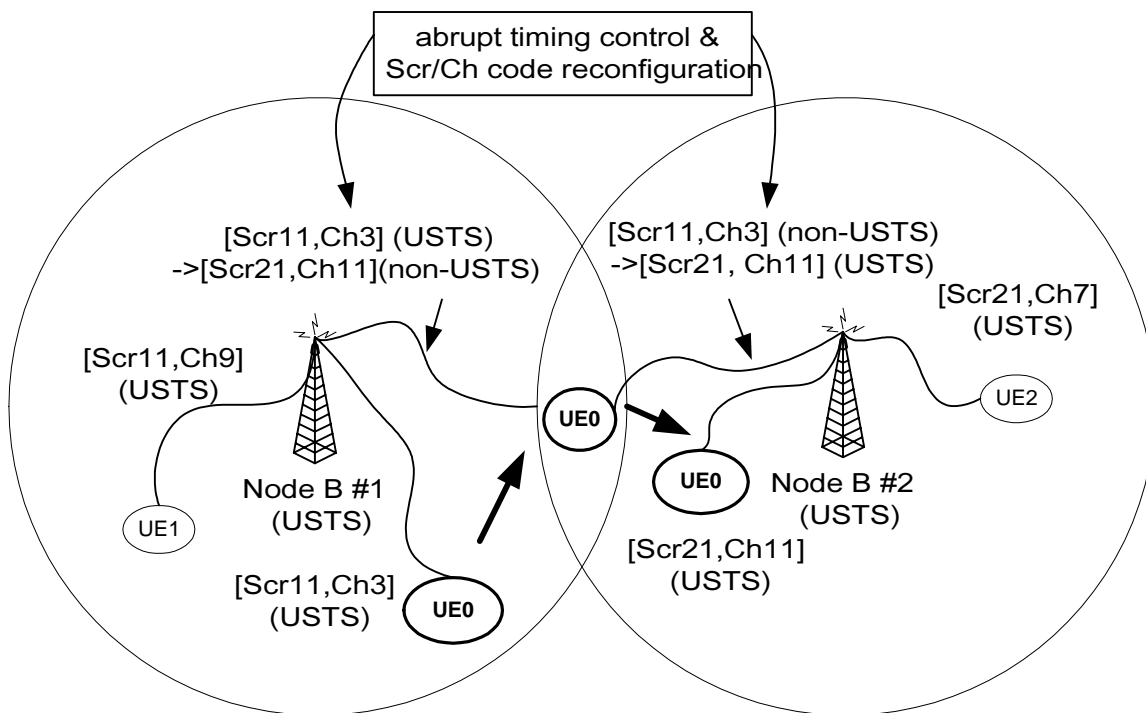 abrupt timing control &
Scr/Ch code reconfiguration
[Scr11,Ch3] (USTS)
->[Scr21,Ch11](non-USTS)
[Scr11,Ch3] (non-USTS)
->[Scr21, Ch11] (USTS)
[Scr21,Ch7]
(USTS)
[Scr11,Ch9]
(USTS)
UE2
UE0
UE0
Node B #1
(USTS)
Node B #2
(USTS)
UE1
[Scr21,Ch11]
(USTS)
[Scr11,Ch3]
(USTS)
UE0